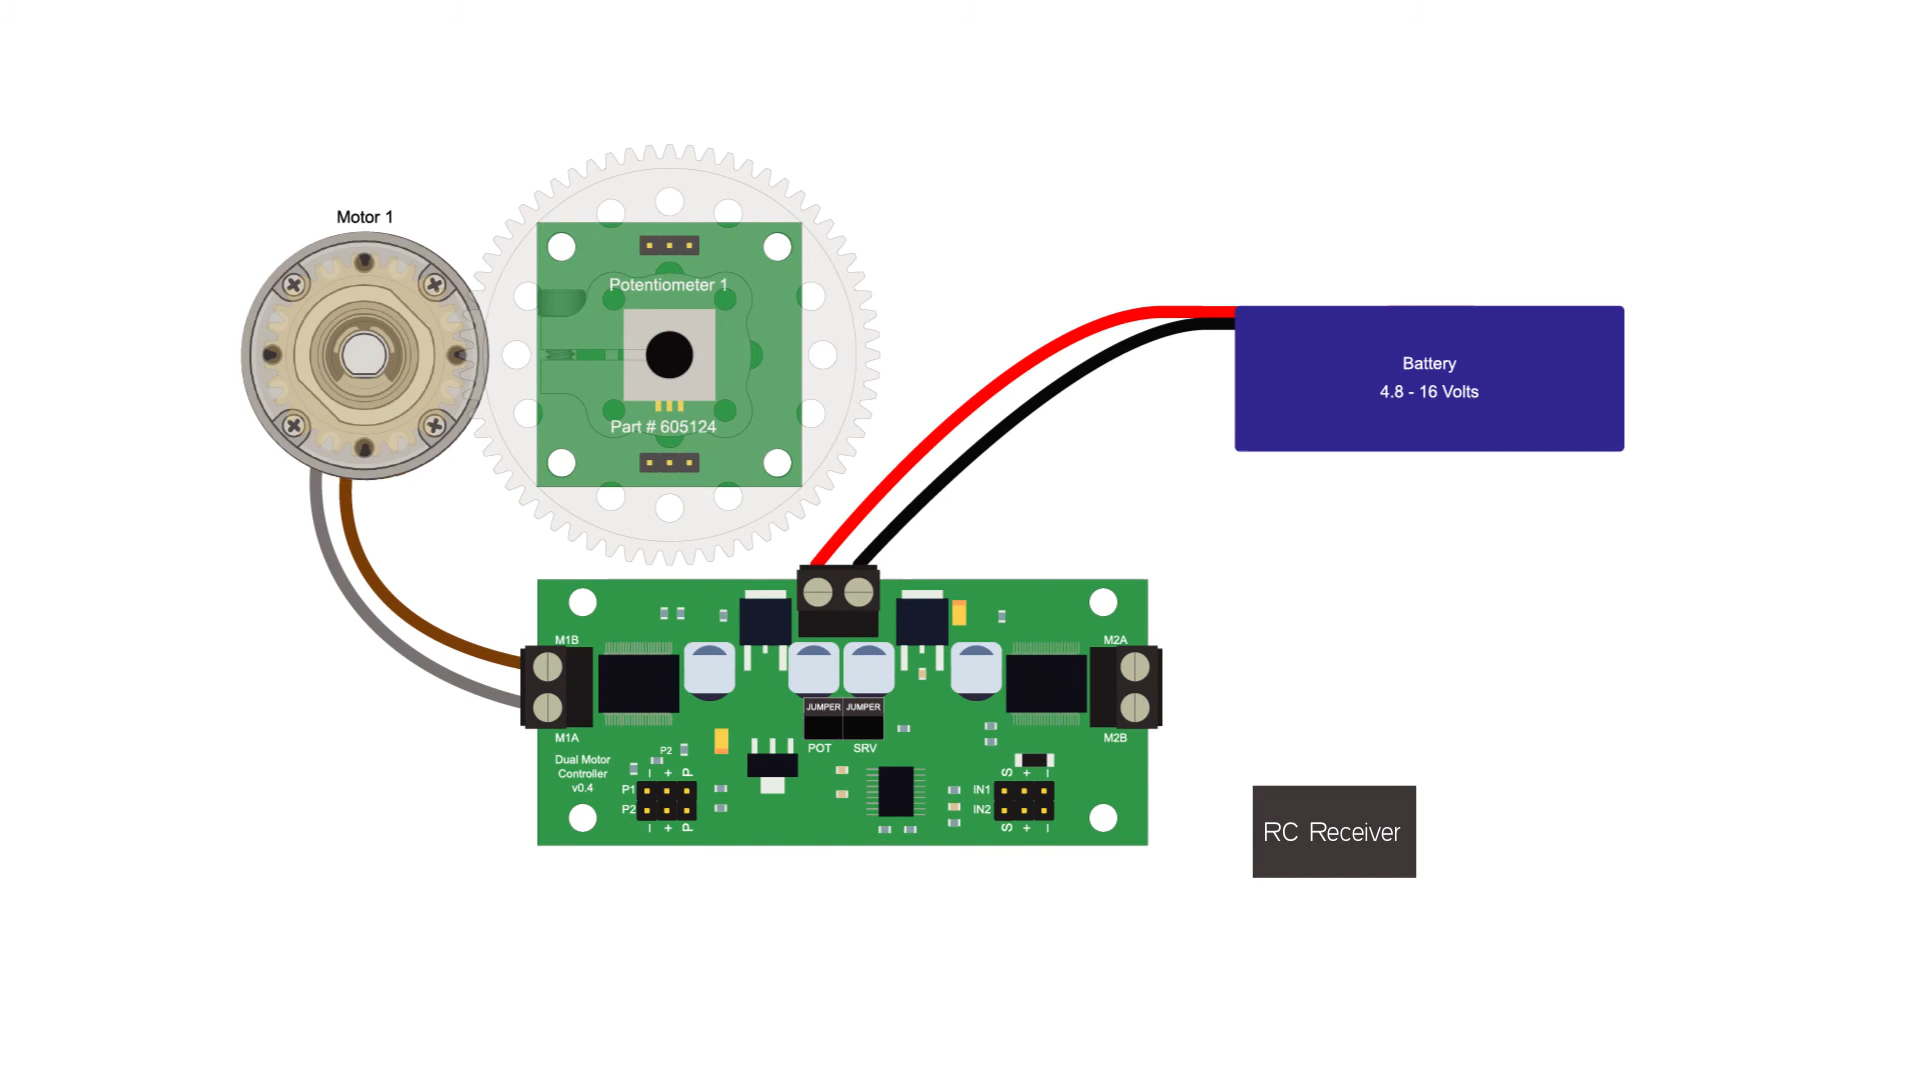 Motor 1
Potentiometer 1
Part # 605124
Battery
4.8 - 16 Volts
M1B
M2A
JUMPER JUMPER
M1A
POT SRV
M2B
P2
Dual Motor
Controller
v0.4
− + P
S + −
P1
P2
IN1
IN2
− + P
S + −
RC Receiver